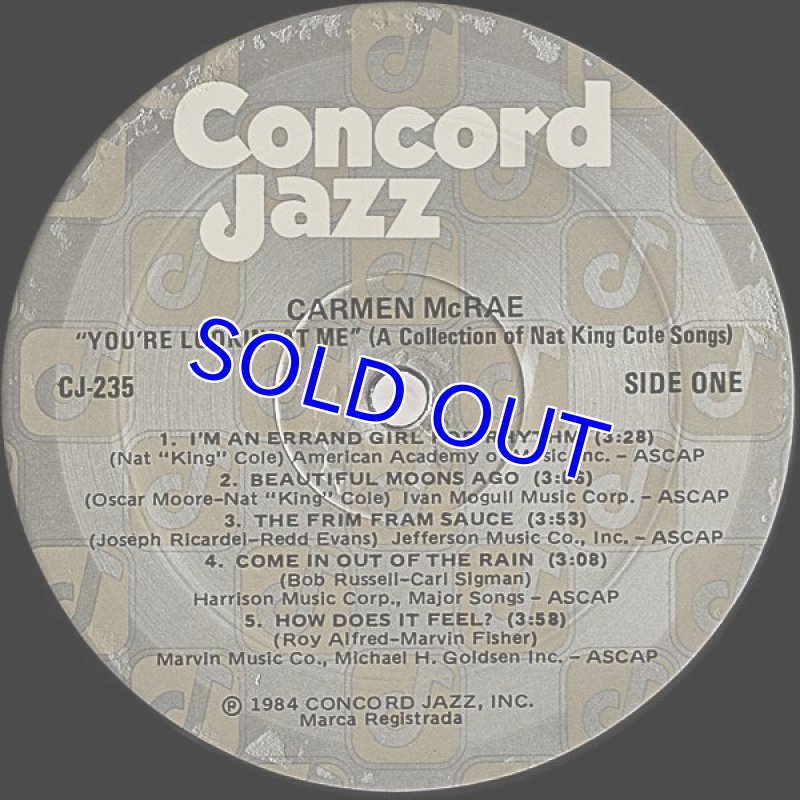 Concord
Jazz
CARMEN McRAE
"YOU'RE LOOKIN' AT ME" (A Collection of Nat King Cole Songs)
CJ-235
SIDE ONE
SOLD OUT
1. I'M AN ERRAND GIRL FOR RHYTHM (3:28)
(Nat "King" Cole) American Academy of Music Inc. – ASCAP
2. BEAUTIFUL MOONS AGO
(Oscar Moore–Nat "King" Cole) Ivan Mogull Music Corp. – ASCAP
3. THE FRIM FRAM SAUCE (3:53)
(Joseph Ricardel–Redd Evans) Jefferson Music Co., Inc. – ASCAP
4. COME IN OUT OF THE RAIN (3:08)
(Bob Russell–Carl Sigman)
Harrison Music Corp., Major Songs – ASCAP
5. HOW DOES IT FEEL? (3:58)
(Roy Alfred–Marvin Fisher)
Marvin Music Co., Michael H. Goldsen Inc. – ASCAP
℗ 1984 CONCORD JAZZ, INC.
Marca Registrada